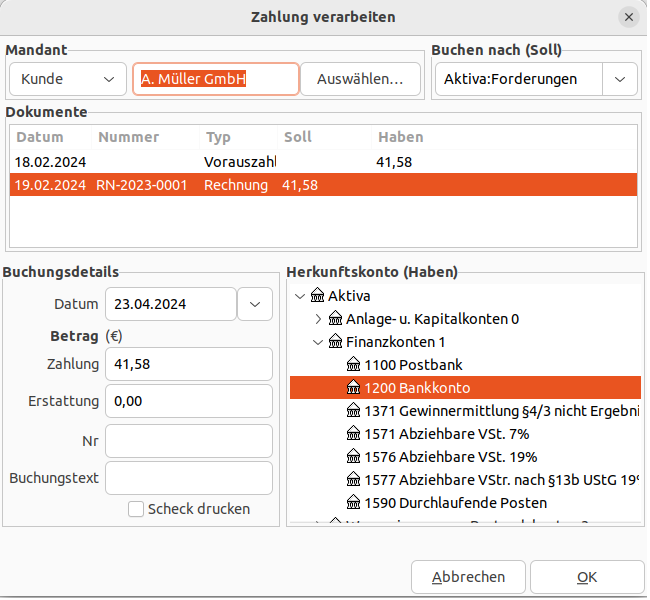 Zahlung verarbeiten
Mandant
Kunde
A. Müller GmbH
Auswählen...
Buchen nach (Soll)
Aktiva:Forderungen
Dokumente
Datum Nummer Typ Soll Haben
18.02.2024 Vorauszahl 41,58
19.02.2024 RN-2023-0001 Rechnung 41,58
Buchungsdetails
Datum 23.04.2024
Betrag (€)
Zahlung 41,58
Erstattung 0,00
Nr
Buchungstext
Scheck drucken
Herkunftskonto (Haben)
Aktiva
Anlage- u. Kapitalkonten 0
Finanzkonten 1
1100 Postbank
1200 Bankkonto
1371 Gewinnermittlung §4/3 nicht Ergebni
1571 Abziehbare VSt. 7%
1576 Abziehbare VSt. 19%
1577 Abziehbare VStr. nach §13b UStG 19%
1590 Durchlaufende Posten
Abbrechen
OK